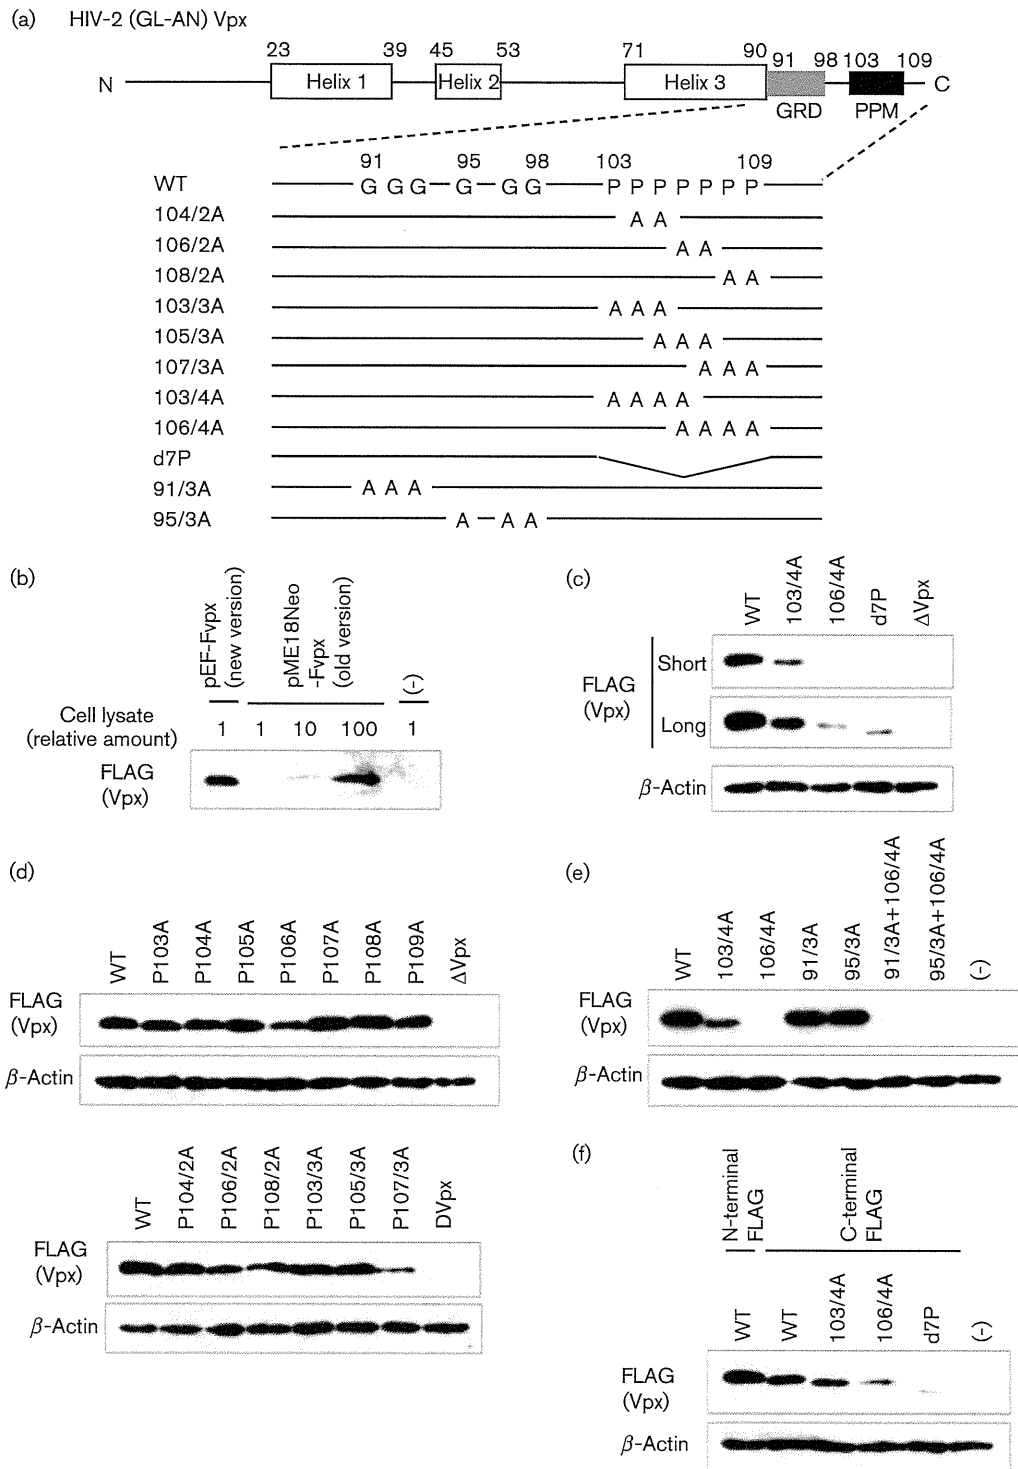 (a) HIV-2 (GL-AN) Vpx
23 39 45 53 71 90 91 98 103 109
N Helix 1 Helix 2 Helix 3 C
GRD PPM
91 95 98 103 109
WT G G G G G G P P P P P P P
104/2A A A
106/2A A A
108/2A A A
103/3A A A A
105/3A A A A
107/3A A A A
103/4A A A A A
106/4A A A A A
d7P
91/3A A A A
95/3A A A A
(b)
pEF-Fvpx
(new version)
pME18Neo
-Fvpx
(old version)
(-)
Cell lysate
(relative amount)
1 1 10 100 1
FLAG
(Vpx)
(c)
WT 103/4A 106/4A d7P ΔVpx
FLAG
(Vpx)
Short
Long
β-Actin
(d)
WT P103A P104A P105A P106A P107A P108A P109A ΔVpx
FLAG
(Vpx)
β-Actin
WT P104/2A P106/2A P108/2A P103/3A P105/3A P107/3A DVpx
FLAG
(Vpx)
β-Actin
(e)
WT 103/4A 106/4A 91/3A 95/3A 91/3A+106/4A 95/3A+106/4A (-)
FLAG
(Vpx)
β-Actin
(f)
N-terminal
FLAG
C-terminal
FLAG
WT WT 103/4A 106/4A d7P (-)
FLAG
(Vpx)
β-Actin